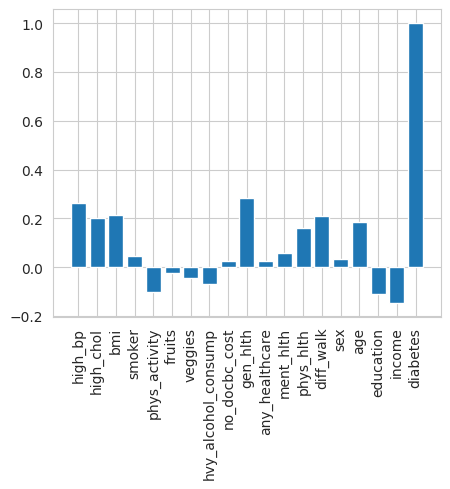 1.0
0.8
0.6
0.4
0.2
0.0
−0.2
high_bp
high_chol
bmi
smoker
phys_activity
fruits
veggies
hvy_alcohol_consump
no_docbc_cost
gen_hlth
any_healthcare
ment_hlth
phys_hlth
diff_walk
sex
age
education
income
diabetes